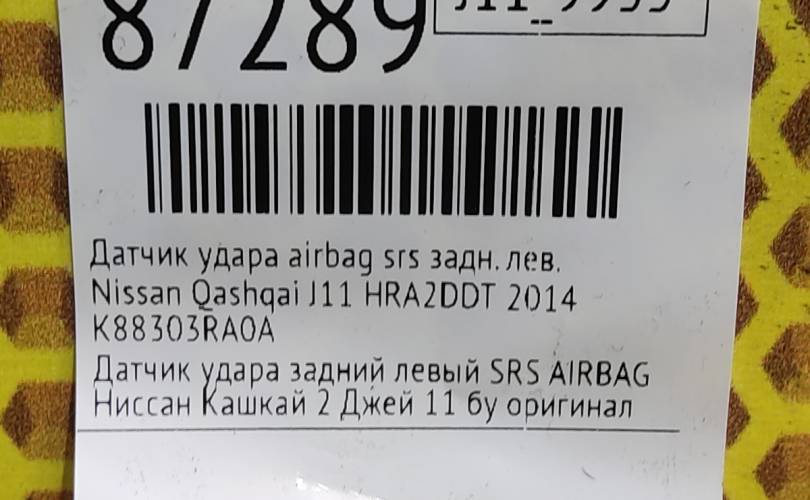 87289
Датчик удара airbag srs задн. лев.
Nissan Qashqai J11 HRA2DDT 2014
K88303RA0A
Датчик удара задний левый SRS AIRBAG
Ниссан Кашкай 2 Джей 11 бу оригинал